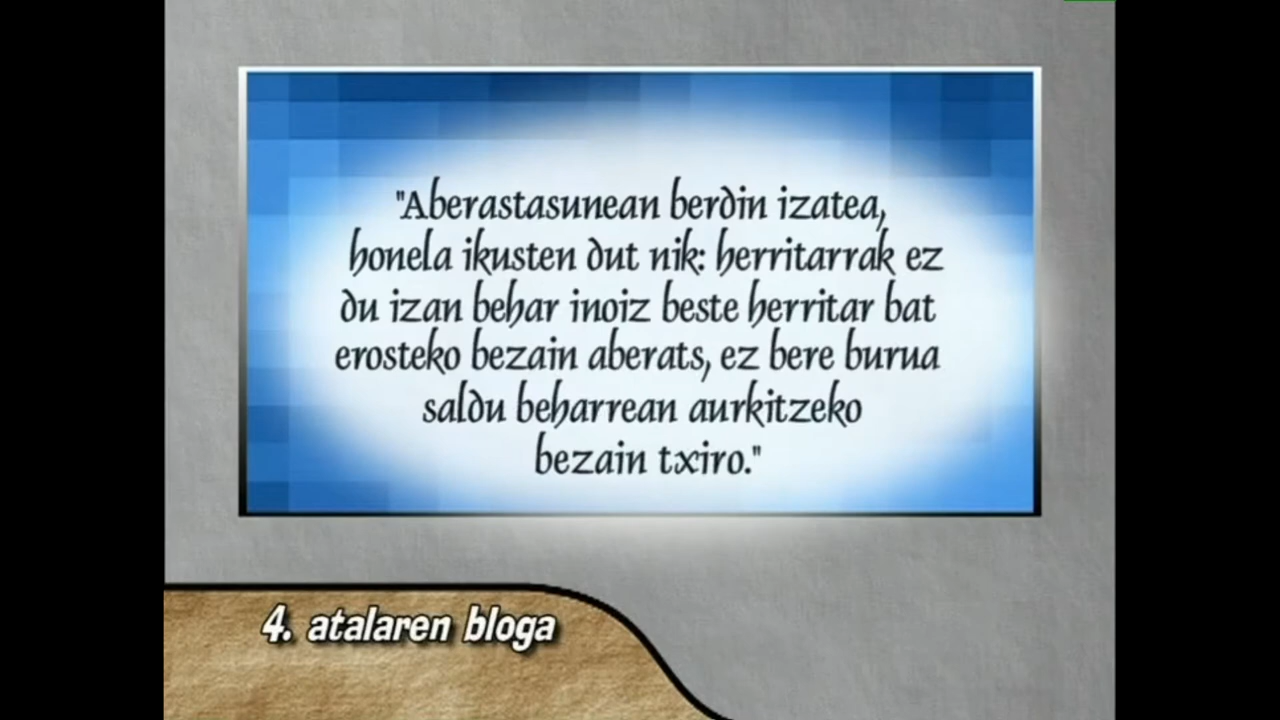 "Aberastasunean berdin izatea,
honela ikusten dut nik: herritarrak ez
du izan behar inoiz beste herritar bat
erosteko bezain aberats, ez bere burua
saldu beharrean aurkitzeko
bezain txiro."
4. atalaren bloga